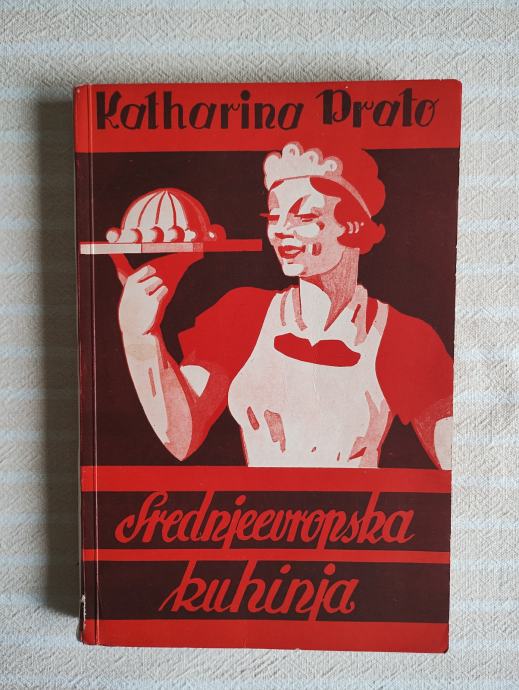 Katharina Prato
Srednjeevropska
kuhinja